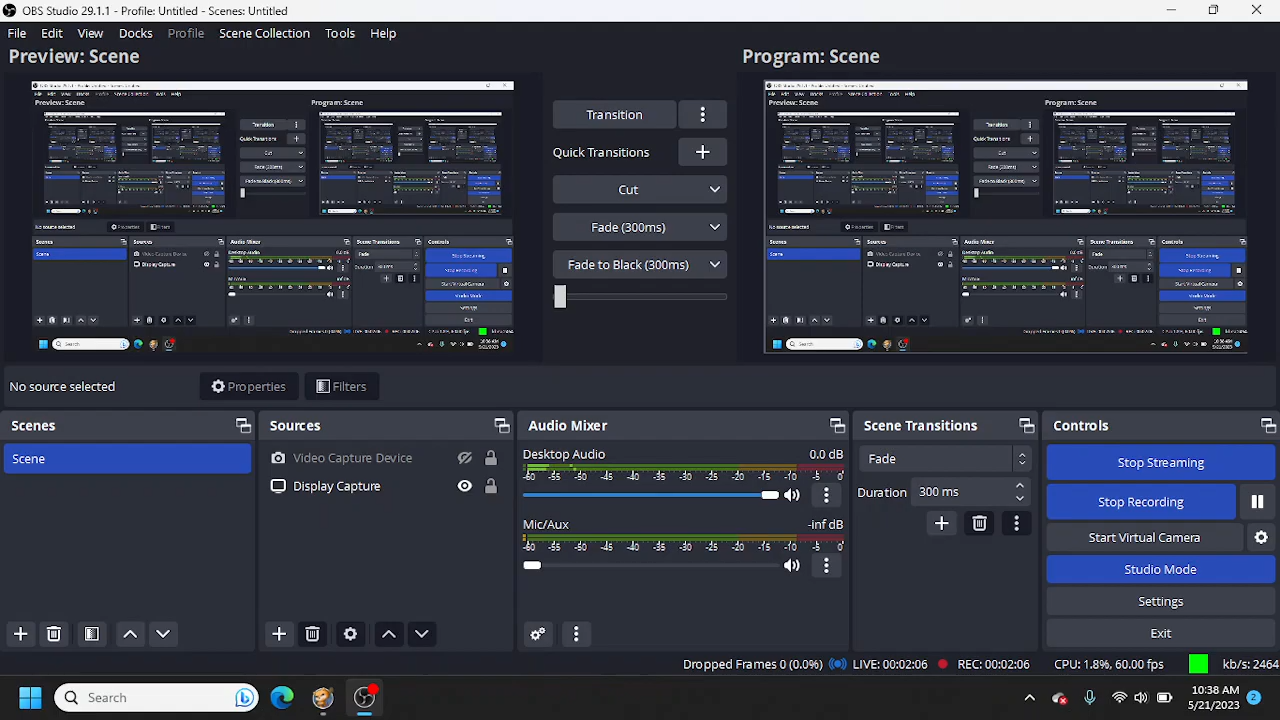 OBS Studio 29.1.1 - Profile: Untitled - Scenes: Untitled
File Edit View Docks Profile Scene Collection Tools Help
Preview: Scene
Program: Scene
Transition
Quick Transitions
Cut
Fade (300ms)
Fade to Black (300ms)
No source selected Properties Filters
Scenes
Scene
Sources
Video Capture Device
Display Capture
Audio Mixer
Desktop Audio 0.0 dB
-60 -55 -50 -45 -40 -35 -30 -25 -20 -15 -10 -5 0
Mic/Aux -inf dB
-60 -55 -50 -45 -40 -35 -30 -25 -20 -15 -10 -5 0
Scene Transitions
Fade
Duration 300 ms
Controls
Stop Streaming
Stop Recording
Start Virtual Camera
Studio Mode
Settings
Exit
Dropped Frames 0 (0.0%) LIVE: 00:02:06 REC: 00:02:06 CPU: 1.8%, 60.00 fps kb/s: 2464
Search
10:38 AM
5/21/2023
2